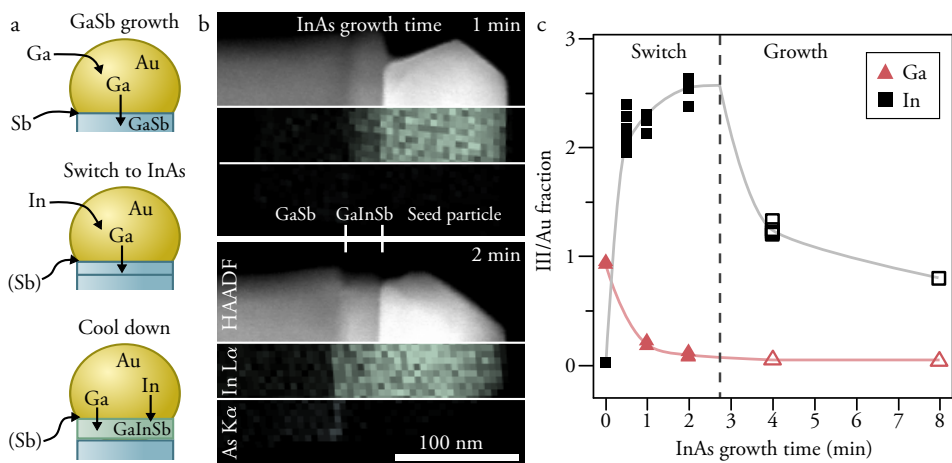 a
GaSb growth
Ga
Au
Ga
Sb
GaSb
Switch to InAs
In
Au
Ga
(Sb)
Cool down
Au
Ga
In
(Sb)
GaInSb
b
InAs growth time
1 min
GaSb
GaInSb
Seed particle
2 min
HAADF
In Lα
As Kα
100 nm
c
Switch
Growth
Ga
In
III/Au fraction
3
2
1
0
0 1 2 3 4 5 6 7 8
InAs growth time (min)